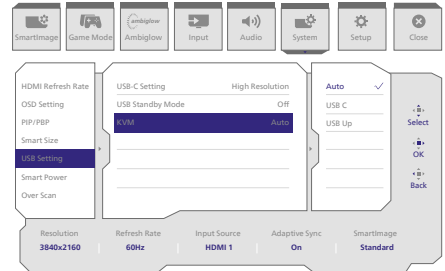 SmartImage
Game Mode
ambiglow
Ambiglow
Input
Audio
System
Setup
Close
HDMI Refresh Rate
OSD Setting
PIP/PBP
Smart Size
USB Setting
Smart Power
Over Scan
USB-C Setting High Resolution
USB Standby Mode Off
KVM Auto
Auto
USB C
USB Up
Select
OK
Back
Resolution Refresh Rate Input Source Adaptive Sync SmartImage
3840x2160 60Hz HDMI 1 On Standard